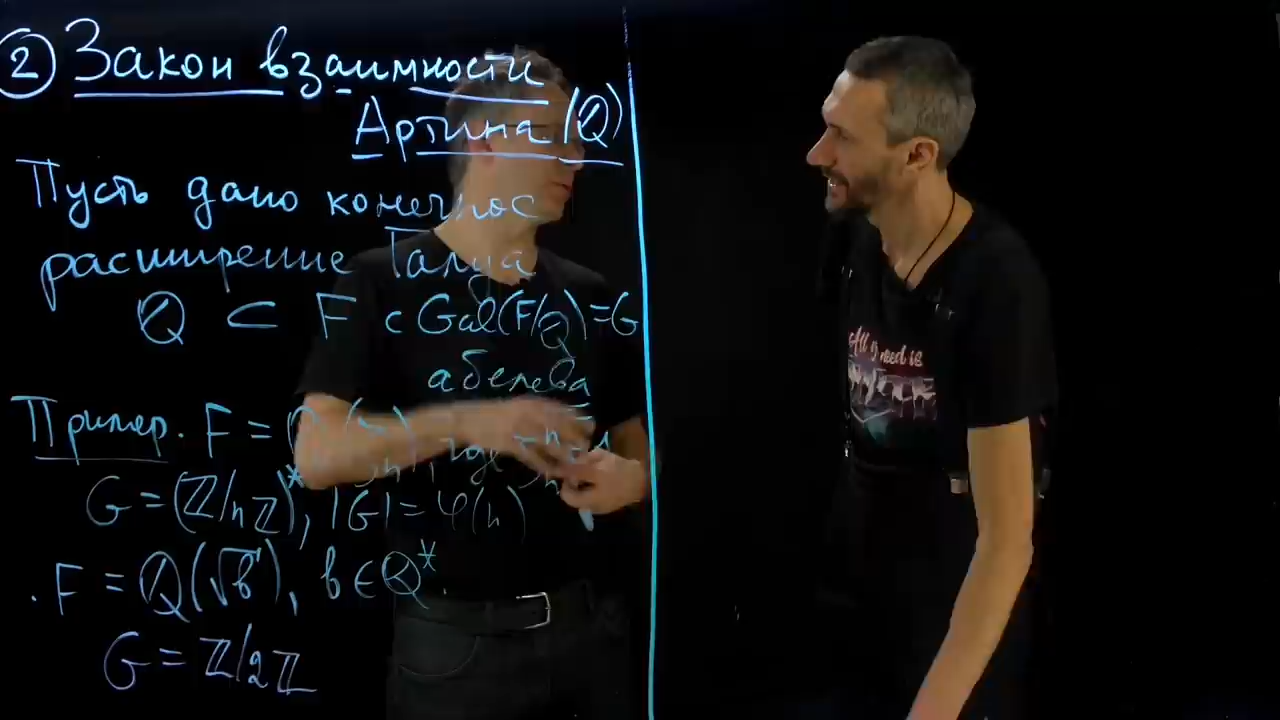 ② Закон взаимности
Артина (Q)
Пусть дано конечное
расширение Галуа
Q ⊂ F с Gal(F/Q)=G
абелева
Пример. F =
G = (ℤ/nℤ)*, |G| = φ(n)
. F = Q(√b), b ∈ Q*
G = ℤ/2ℤ
All
need is